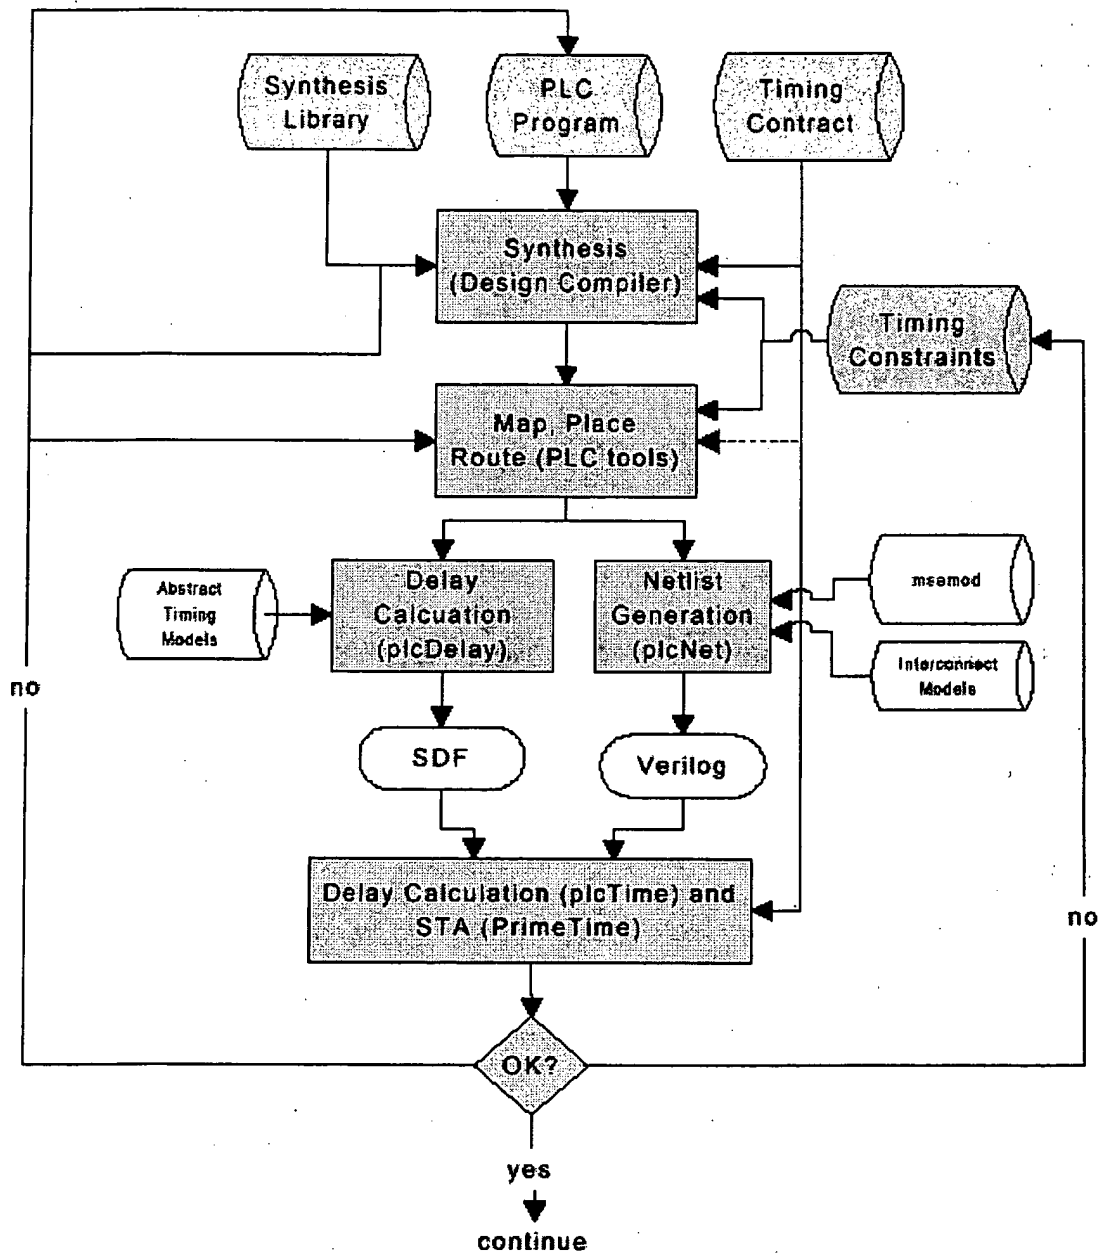 Synthesis
Library
PLC
Program
Timing
Contract
Synthesis
(Design Compiler)
Timing
Constraints
Map, Place
Route (PLC tools)
Abstract
Timing
Models
Delay
Calcuation
(plcDelay)
Netlist
Generation
(plcNet)
msemod
Interconnect
Models
no
SDF
Verilog
Delay Calculation (plcTime) and
STA (PrimeTime)
no
OK?
yes
continue